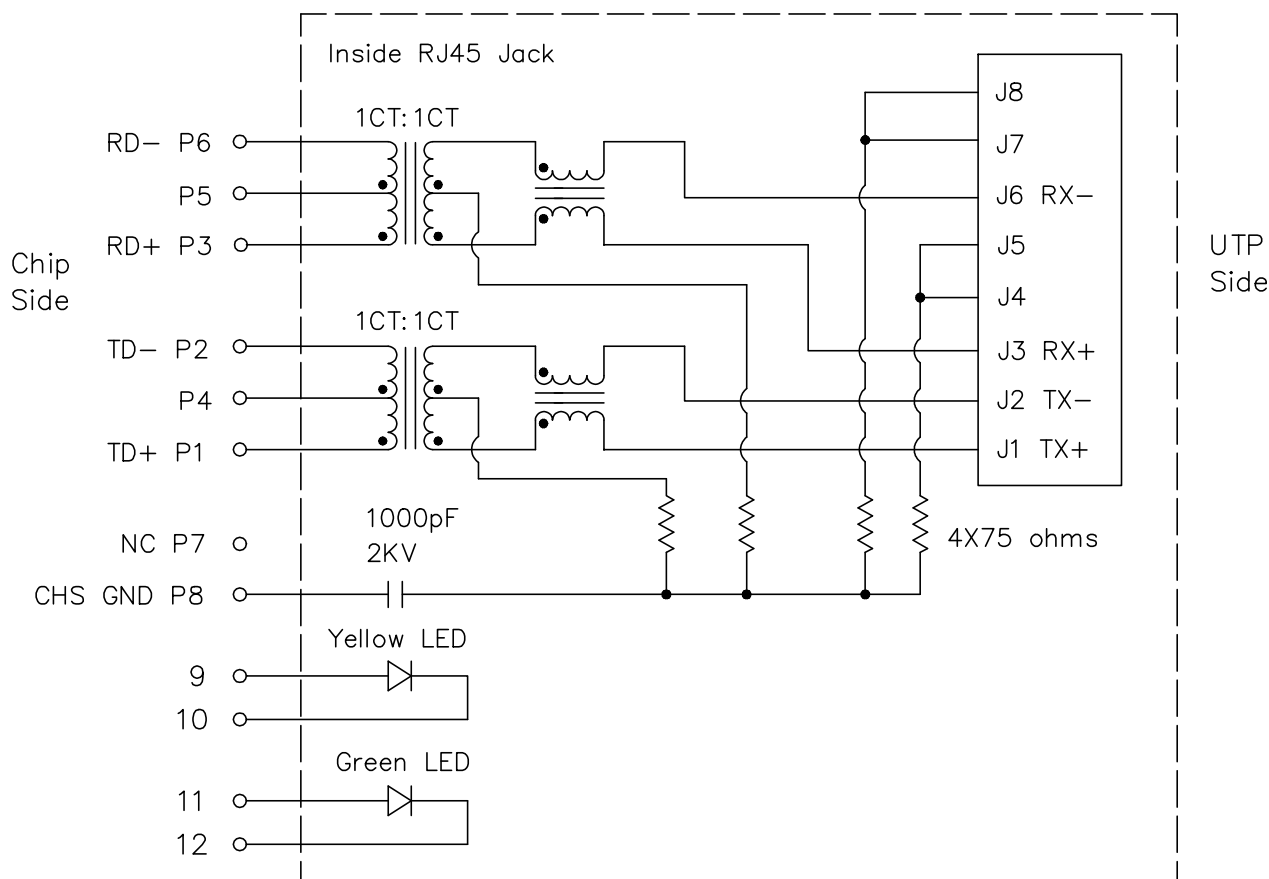 Inside RJ45 Jack
1CT:1CT
RD- P6
P5
RD+ P3
Chip
Side
1CT:1CT
TD- P2
P4
TD+ P1
1000pF
2KV
NC P7
CHS GND P8
Yellow LED
9
10
Green LED
11
12
J8
J7
J6 RX-
J5
J4
J3 RX+
J2 TX-
J1 TX+
4X75 ohms
UTP
Side